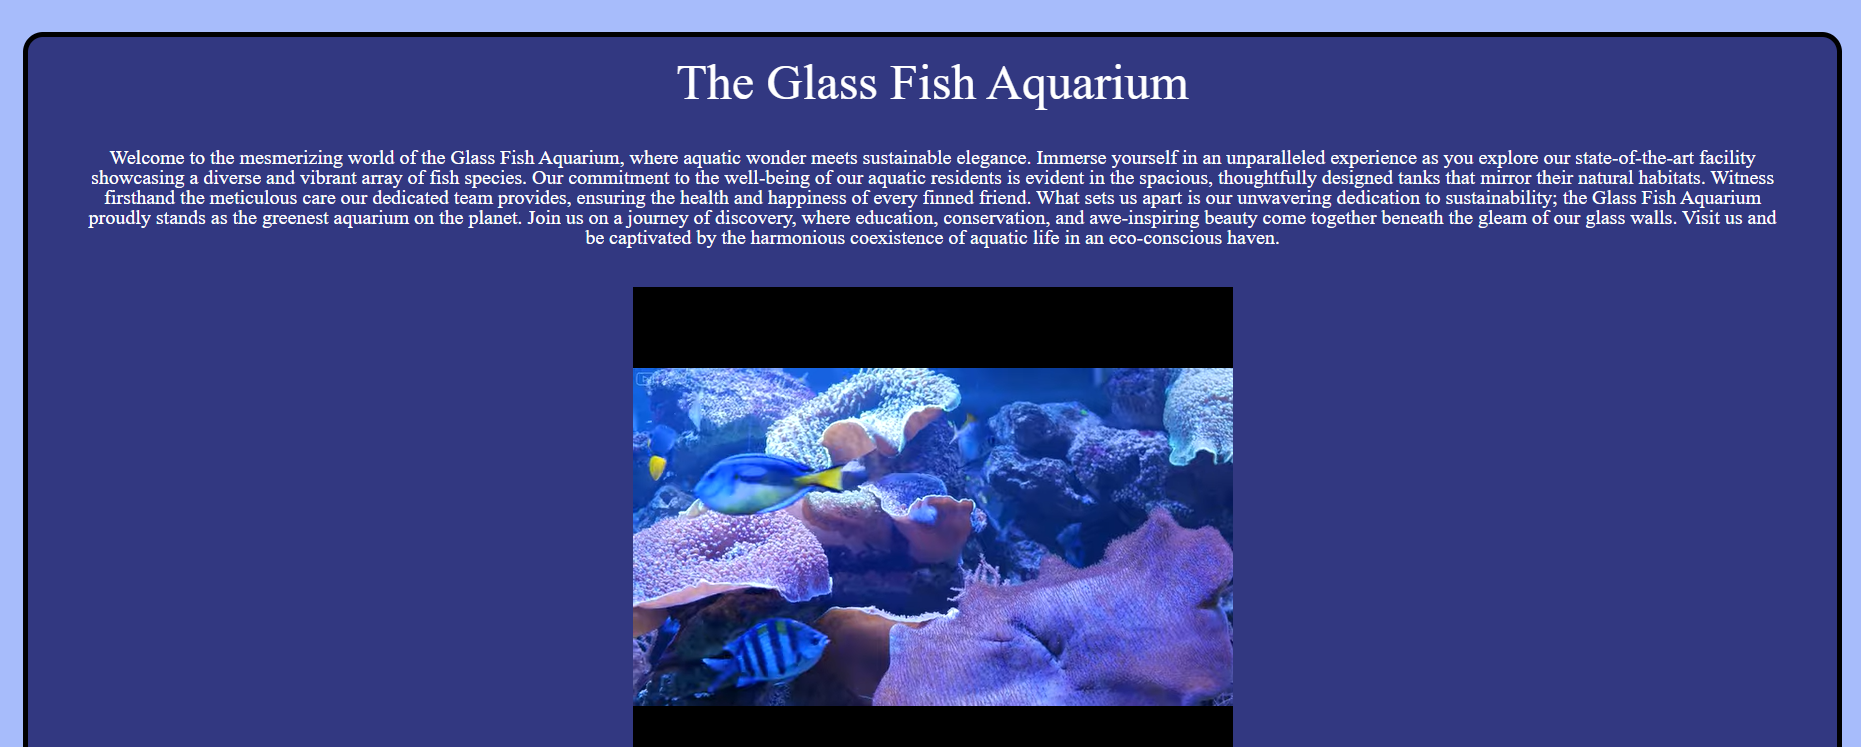 The Glass Fish Aquarium
Welcome to the mesmerizing world of the Glass Fish Aquarium, where aquatic wonder meets sustainable elegance. Immerse yourself in an unparalleled experience as you explore our state-of-the-art facility
showcasing a diverse and vibrant array of fish species. Our commitment to the well-being of our aquatic residents is evident in the spacious, thoughtfully designed tanks that mirror their natural habitats. Witness
firsthand the meticulous care our dedicated team provides, ensuring the health and happiness of every finned friend. What sets us apart is our unwavering dedication to sustainability; the Glass Fish Aquarium
proudly stands as the greenest aquarium on the planet. Join us on a journey of discovery, where education, conservation, and awe-inspiring beauty come together beneath the gleam of our glass walls. Visit us and
be captivated by the harmonious coexistence of aquatic life in an eco-conscious haven.